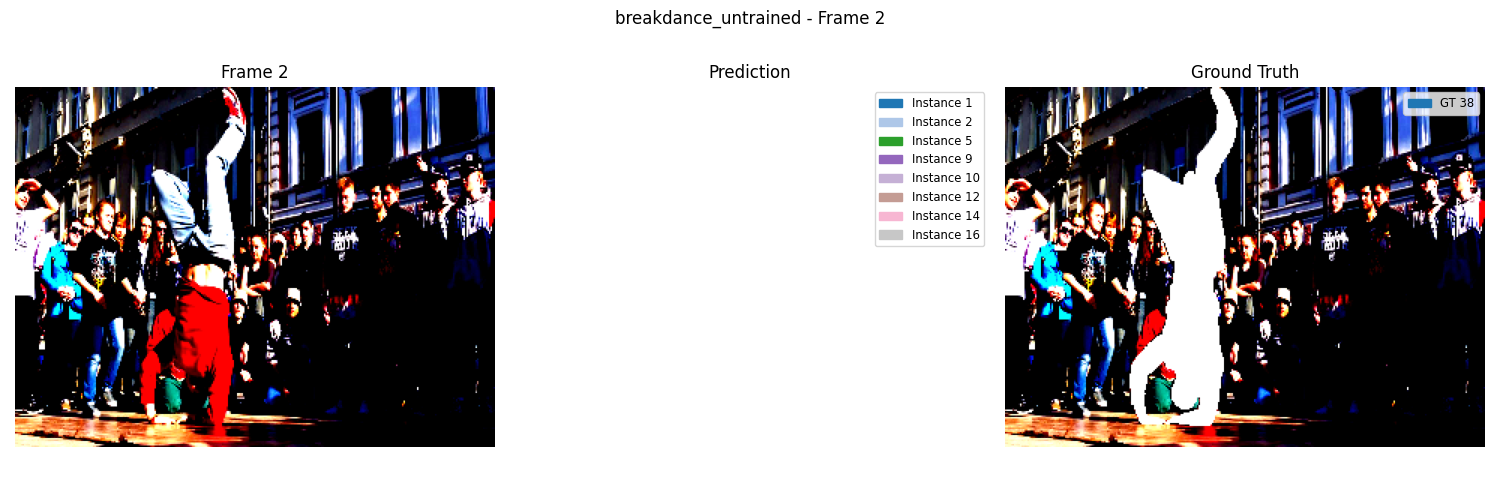 breakdance_untrained - Frame 2
Frame 2
Prediction
Ground Truth
Instance 1
Instance 2
Instance 5
Instance 9
Instance 10
Instance 12
Instance 14
Instance 16
GT 38